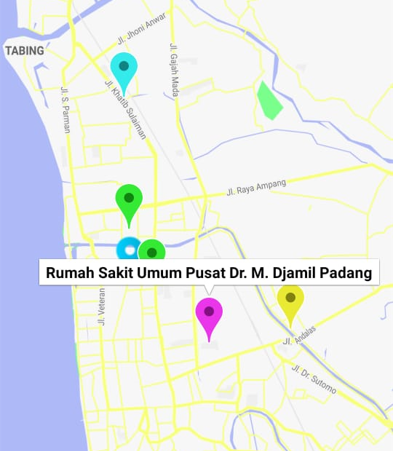 Jl. Jhoni Anwar
TABING
Jl. Gajah Mada
Jl. S. Parman
Jl. Khatib Sulaiman
Jl. Raya Ampang
Rumah Sakit Umum Pusat Dr. M. Djamil Padang
Jl. Veteran
Jl. Andalas
Jl. Dr. Sutomo